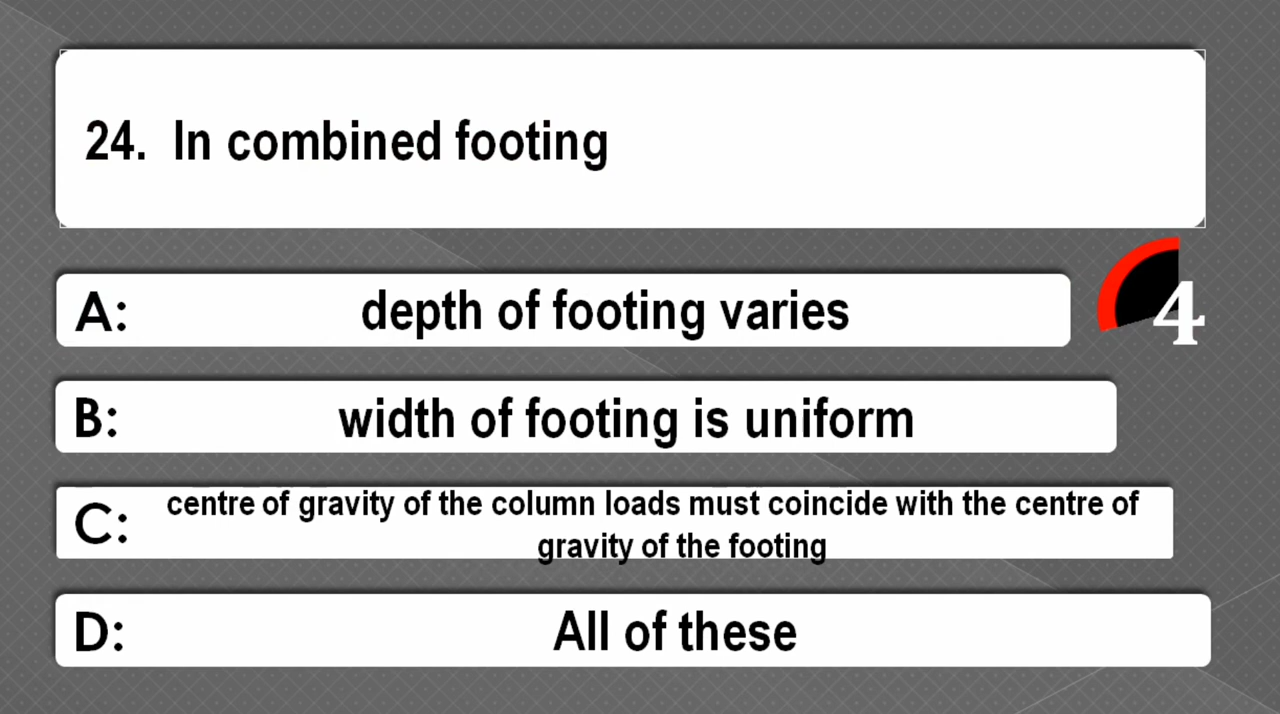 24. In combined footing
A: depth of footing varies
4
B: width of footing is uniform
C: centre of gravity of the column loads must coincide with the centre of
gravity of the footing
D: All of these